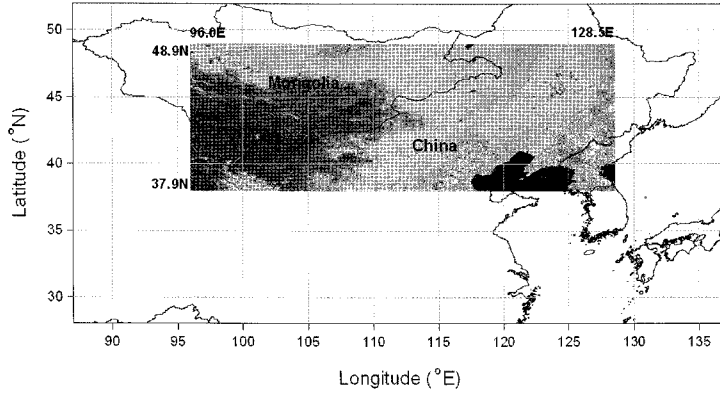 50
96.0E
128.5E
48.9N
Mongolia
45
China
40
37.9N
35
30
90
95
100
105
110
115
120
125
130
135
Latitude (°N)
Longitude (°E)